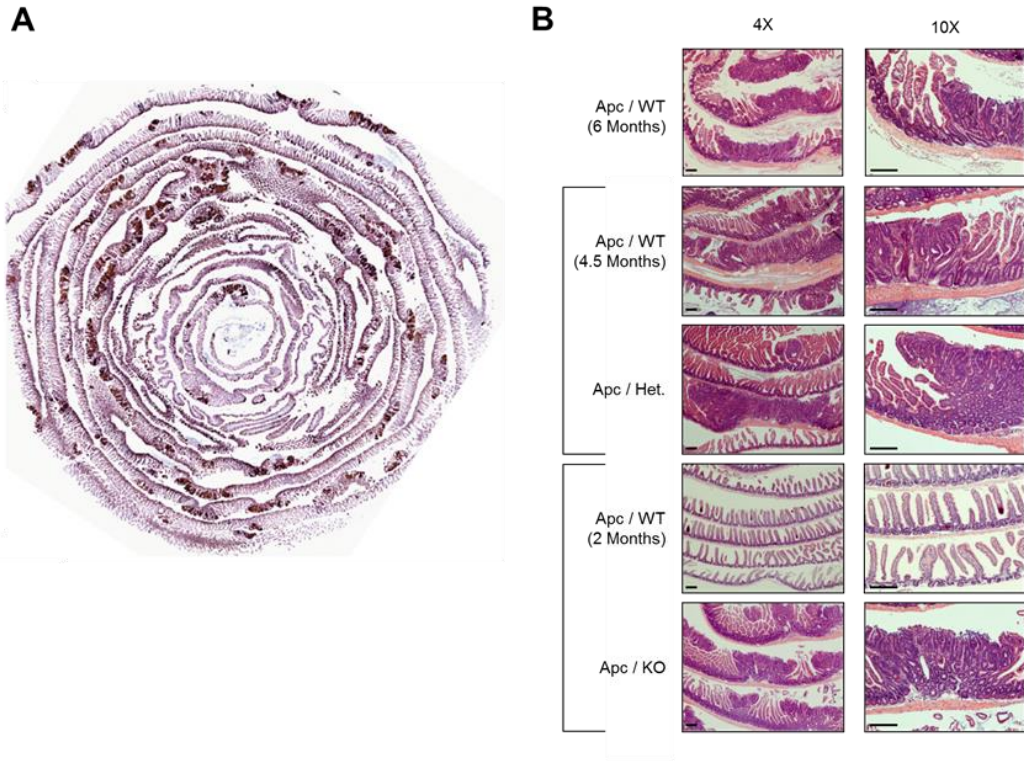 A
B
4X
10X
Apc / WT
(6 Months)
Apc / WT
(4.5 Months)
Apc / Het.
Apc / WT
(2 Months)
Apc / KO